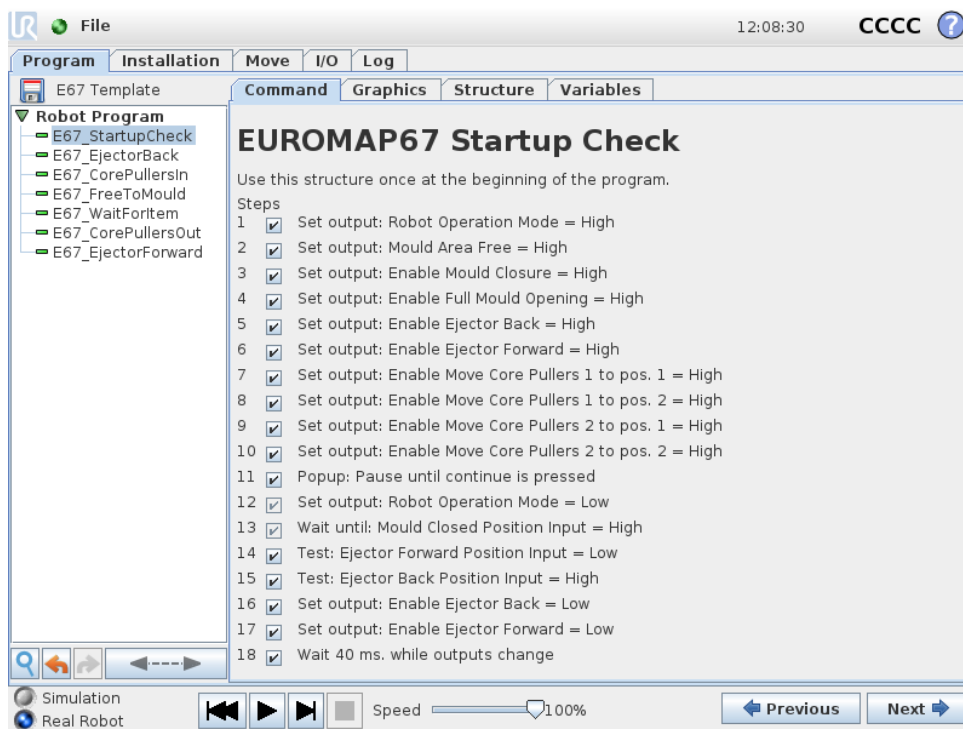 UR File 12:08:30 CCCC ?
Program Installation Move I/O Log
E67 Template
Command Graphics Structure Variables
Robot Program
E67_StartupCheck
E67_EjectorBack
E67_CorePullersIn
E67_FreeToMould
E67_WaitForItem
E67_CorePullersOut
E67_EjectorForward
EUROMAP67 Startup Check
Use this structure once at the beginning of the program.
Steps
1 Set output: Robot Operation Mode = High
2 Set output: Mould Area Free = High
3 Set output: Enable Mould Closure = High
4 Set output: Enable Full Mould Opening = High
5 Set output: Enable Ejector Back = High
6 Set output: Enable Ejector Forward = High
7 Set output: Enable Move Core Pullers 1 to pos. 1 = High
8 Set output: Enable Move Core Pullers 1 to pos. 2 = High
9 Set output: Enable Move Core Pullers 2 to pos. 1 = High
10 Set output: Enable Move Core Pullers 2 to pos. 2 = High
11 Popup: Pause until continue is pressed
12 Set output: Robot Operation Mode = Low
13 Wait until: Mould Closed Position Input = High
14 Test: Ejector Forward Position Input = Low
15 Test: Ejector Back Position Input = High
16 Set output: Enable Ejector Back = Low
17 Set output: Enable Ejector Forward = Low
18 Wait 40 ms. while outputs change
Simulation
Real Robot
Speed 100%
Previous Next